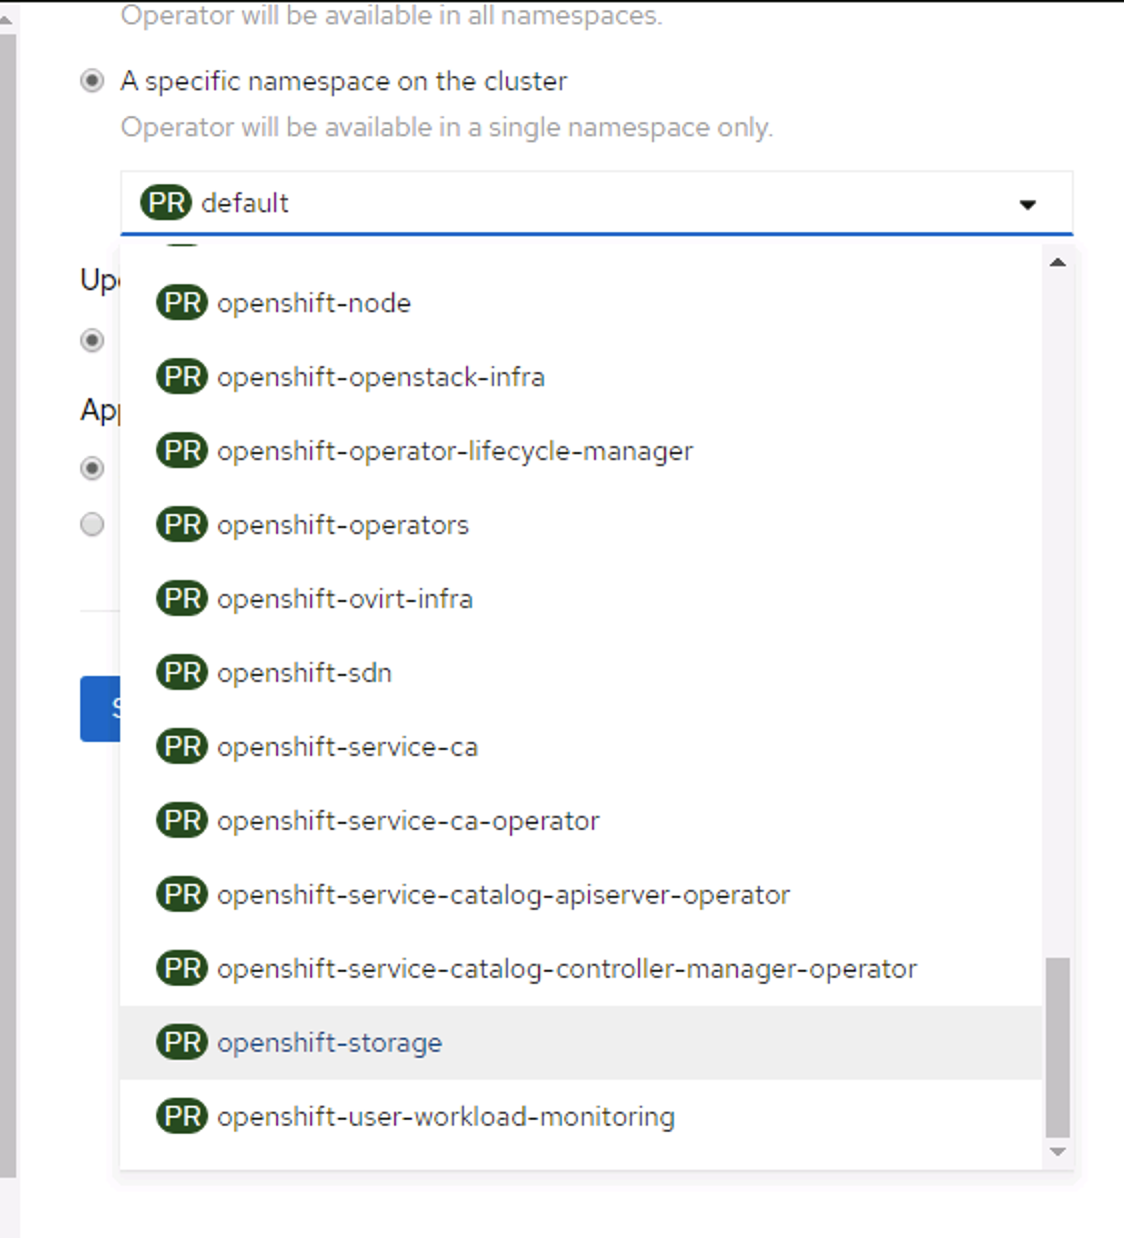 Operator will be available in all namespaces.
A specific namespace on the cluster
Operator will be available in a single namespace only.
PR default
PR openshift-node
PR openshift-openstack-infra
PR openshift-operator-lifecycle-manager
PR openshift-operators
PR openshift-ovirt-infra
PR openshift-sdn
PR openshift-service-ca
PR openshift-service-ca-operator
PR openshift-service-catalog-apiserver-operator
PR openshift-service-catalog-controller-manager-operator
PR openshift-storage
PR openshift-user-workload-monitoring